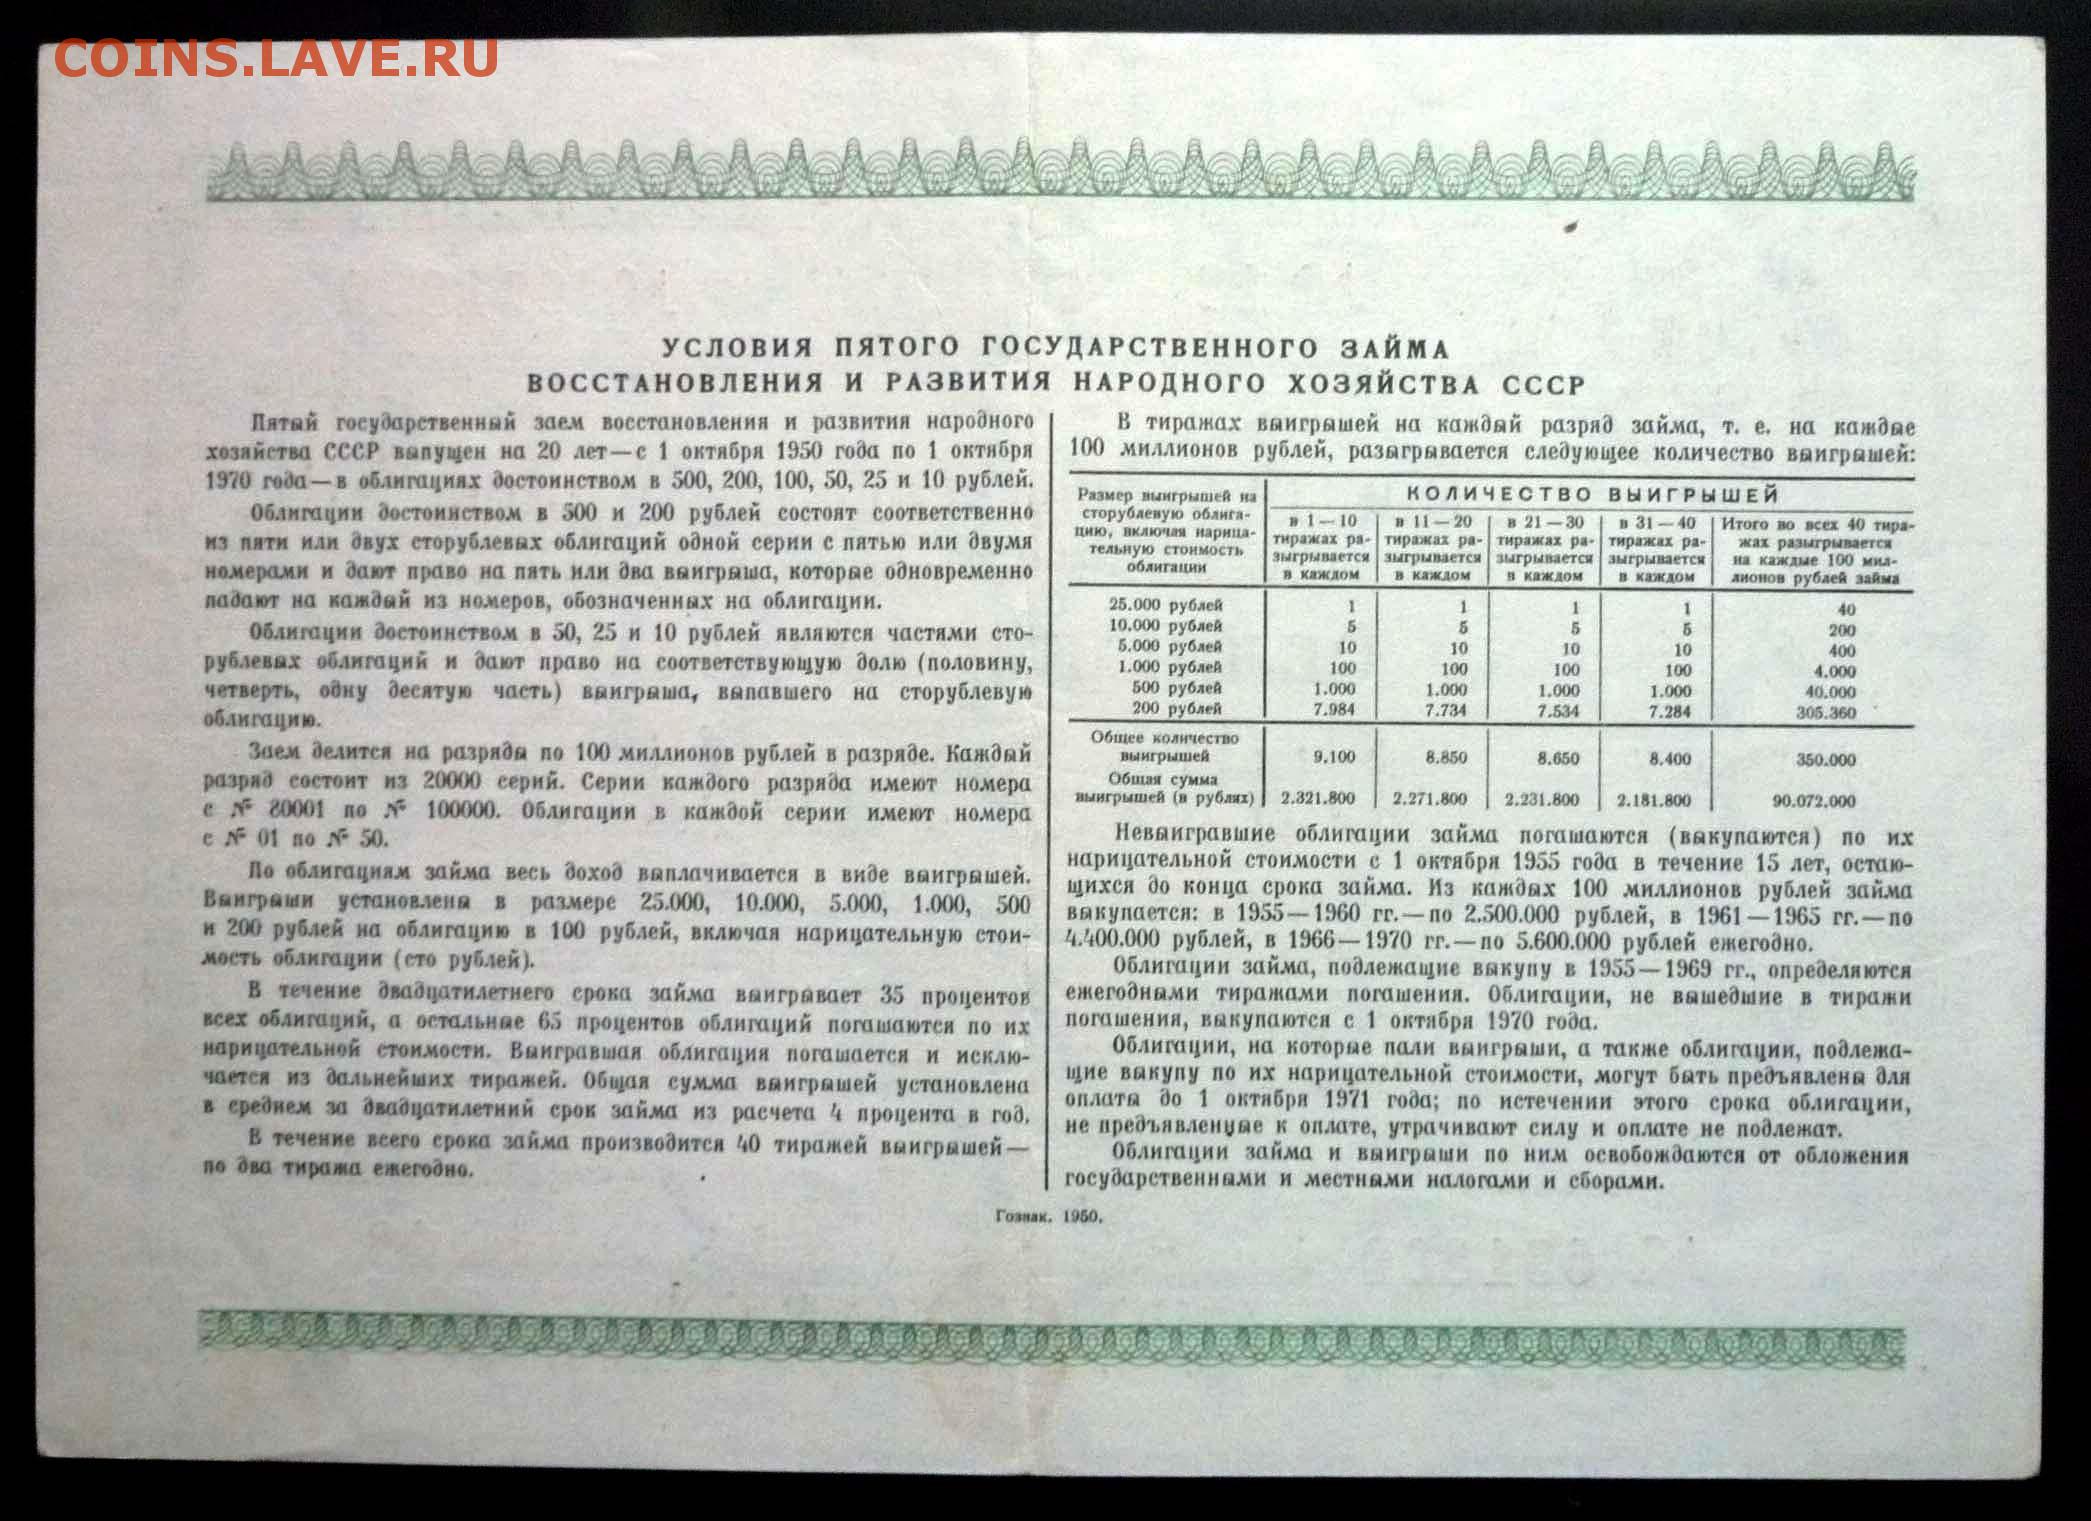 COINS.LAVE.RU
УСЛОВИЯ ПЯТОГО ГОСУДАРСТВЕННОГО ЗАЙМА
ВОССТАНОВЛЕНИЯ И РАЗВИТИЯ НАРОДНОГО ХОЗЯЙСТВА СССР
Пятый государственный заем восстановления и развития народного
хозяйства СССР выпущен на 20 лет—с 1 октября 1950 года по 1 октября
1970 года—в облигациях достоинством в 500, 200, 100, 50, 25 и 10 рублей.
Облигации достоинством в 500 и 200 рублей состоят соответственно
из пяти или двух сторублевых облигаций одной серии с пятью или двумя
номерами и дают право на пять или два выигрыша, которые одновременно
падают на каждый из номеров, обозначенных на облигации.
Облигации достоинством в 50, 25 и 10 рублей являются частями сто-
рублевых облигаций и дают право на соответствующую долю (половину,
четверть, одну десятую часть) выигрыша, выпавшего на сторублевую
облигацию.
Заем делится на разряды по 100 миллионов рублей в разряде. Каждый
разряд состоит из 20000 серий. Серии каждого разряда имеют номера
с № 80001 по № 100000. Облигации в каждой серии имеют номера
с № 01 по № 50.
По облигациям займа весь доход выплачивается в виде выигрышей.
Выигрыши установлены в размере 25.000, 10.000, 5.000, 1.000, 500
и 200 рублей на облигацию в 100 рублей, включая нарицательную стои-
мость облигации (сто рублей).
В течение двадцатилетнего срока займа выигрывает 35 процентов
всех облигаций, а остальные 65 процентов облигаций погашаются по их
нарицательной стоимости. Выигравшая облигация погашается и исклю-
чается из дальнейших тиражей. Общая сумма выигрышей установлена
в среднем за двадцатилетний срок займа из расчета 4 процента в год.
В течение всего срока займа производится 40 тиражей выигрышей—
по два тиража ежегодно.
В тиражах выигрышей на каждый разряд займа, т. е. на каждые
100 миллионов рублей, разыгрывается следующее количество выигрышей:
Размер выигрышей на
сторублевую облига-
цию, включая нарица-
тельную стоимость
облигации
КОЛИЧЕСТВО ВЫИГРЫШЕЙ
в 1—10
тиражах ра-
зыгрывается
в каждом
в 11—20
тиражах ра-
зыгрывается
в каждом
в 21—30
тиражах ра-
зыгрывается
в каждом
в 31—40
тиражах ра-
зыгрывается
в каждом
Итого во всех 40 тира-
жах разыгрывается
на каждые 100 мил-
лионов рублей займа
25.000 рублей 1 1 1 1 40
10.000 рублей 5 5 5 5 200
5.000 рублей 10 10 10 10 400
1.000 рублей 100 100 100 100 4.000
500 рублей 1.000 1.000 1.000 1.000 40.000
200 рублей 7.984 7.734 7.534 7.284 305.360
Общее количество
выигрышей 9.100 8.850 8.650 8.400 350.000
Общая сумма
выигрышей (в рублях) 2.321.800 2.271.800 2.231.800 2.181.800 90.072.000
Невыигравшие облигации займа погашаются (выкупаются) по их
нарицательной стоимости с 1 октября 1955 года в течение 15 лет, остаю-
щихся до конца срока займа. Из каждых 100 миллионов рублей займа
выкупается: в 1955—1960 гг.—по 2.500.000 рублей, в 1961—1965 гг.—по
4.400.000 рублей, в 1966—1970 гг.—по 5.600.000 рублей ежегодно.
Облигации займа, подлежащие выкупу в 1955—1969 гг., определяются
ежегодными тиражами погашения. Облигации, не вышедшие в тиражи
погашения, выкупаются с 1 октября 1970 года.
Облигации, на которые пали выигрыши, а также облигации, подлежа-
щие выкупу по их нарицательной стоимости, могут быть предъявлены для
оплаты до 1 октября 1971 года; по истечении этого срока облигации,
не предъявленные к оплате, утрачивают силу и оплате не подлежат.
Облигации займа и выигрыши по ним освобождаются от обложения
государственными и местными налогами и сборами.
Гознак. 1950.